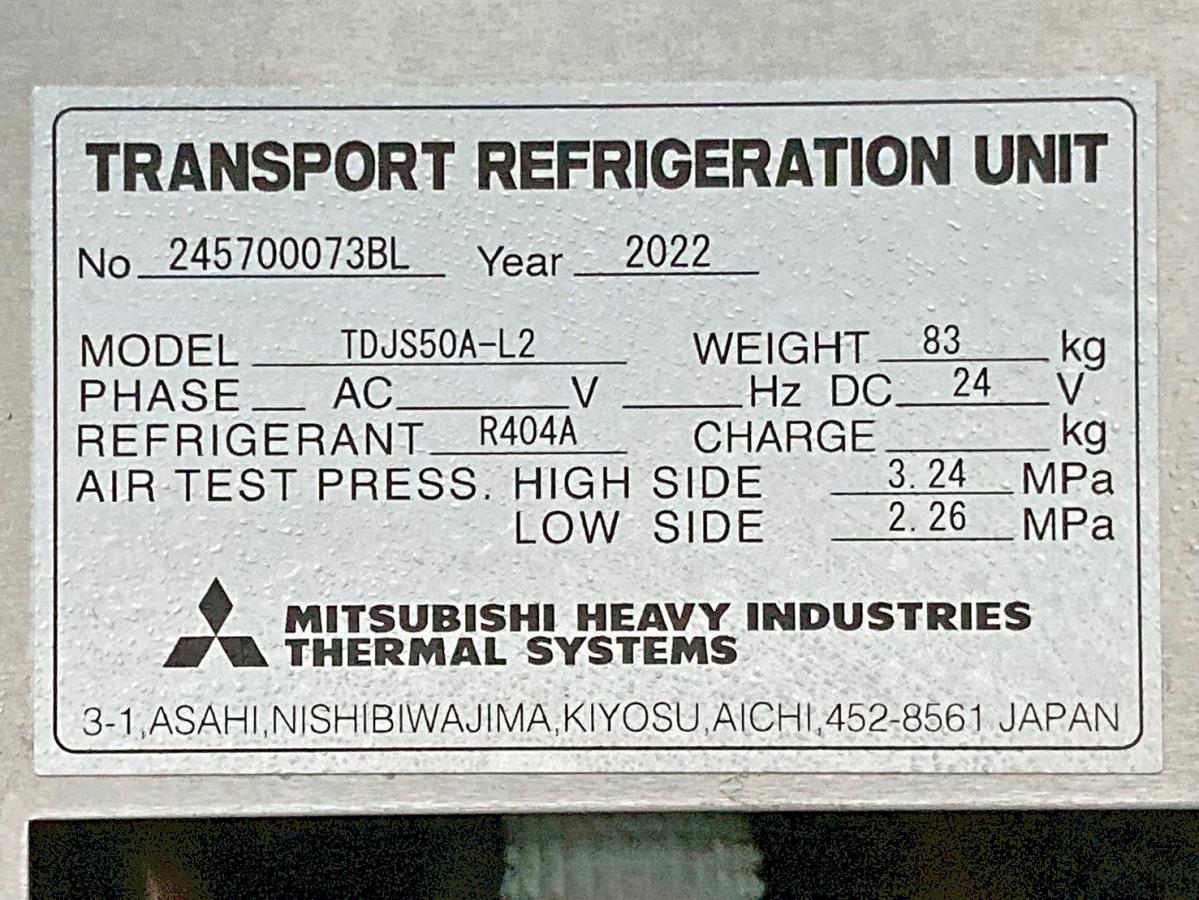 TRANSPORT REFRIGERATION UNIT
No 245700073BL Year 2022
MODEL TDJS50A-L2 WEIGHT 83 kg
PHASE AC V Hz DC 24 V
REFRIGERANT R404A CHARGE kg
AIR TEST PRESS. HIGH SIDE 3.24 MPa
LOW SIDE 2.26 MPa
MITSUBISHI HEAVY INDUSTRIES
THERMAL SYSTEMS
3-1,ASAHI,NISHIBIWAJIMA,KIYOSU,AICHI,452-8561 JAPAN